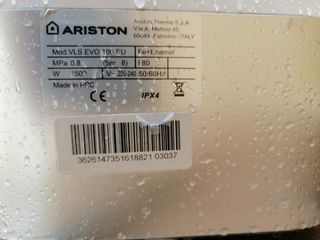 ARISTON
Ariston Thermo S.p.A
V.le A. Merloni,45
60044 - Fabriano - ITALY
Mod. VLS EVO 100 EU Fe+Enamel
MPa 0.8 (bar 8) l 80
W 1500 V~ 220-240 50/60Hz
Made in PRC
CE IPX4
3626147351618821 03037